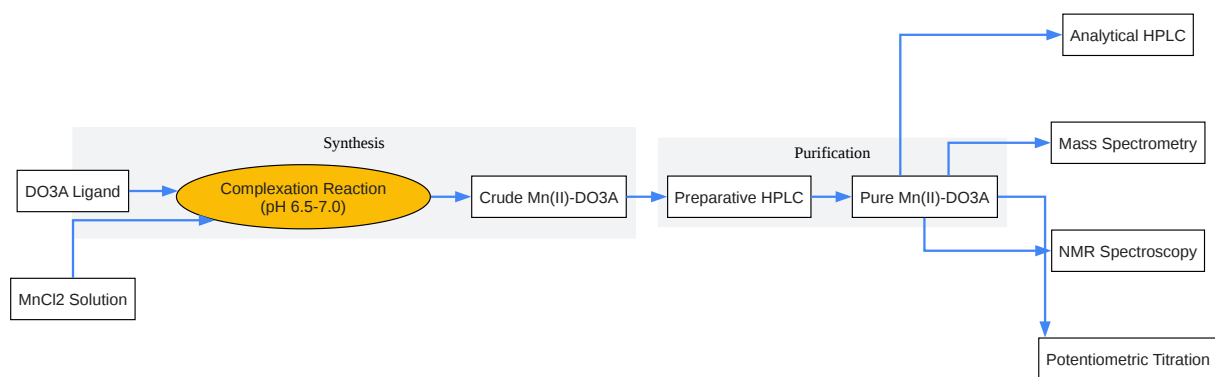 Synthesis
DO3A Ligand
MnCl2 Solution
Complexation Reaction
(pH 6.5-7.0)
Crude Mn(II)-DO3A
Purification
Preparative HPLC
Pure Mn(II)-DO3A
Analytical HPLC
Mass Spectrometry
NMR Spectroscopy
Potentiometric Titration